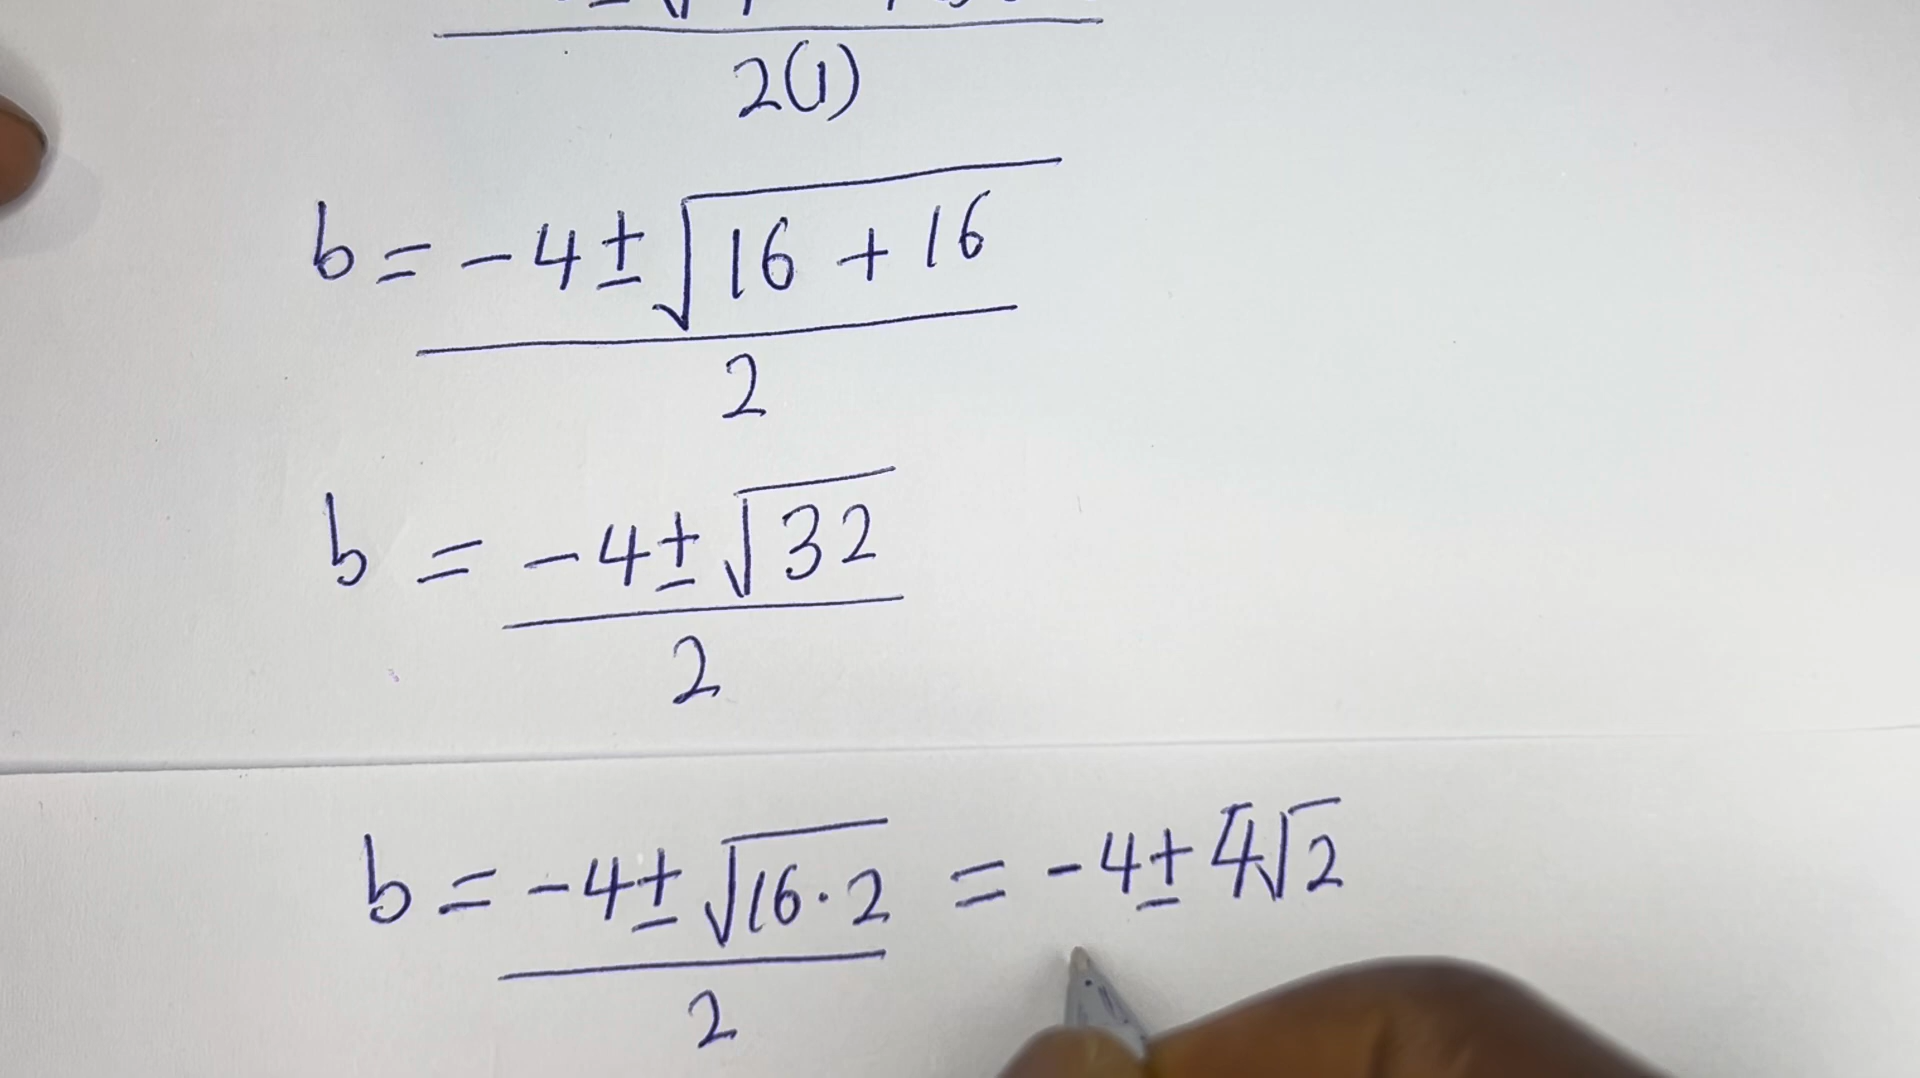 2(1)
b = -4 ± √16 + 16
2
b = -4 ± √32
2
b = -4 ± √16·2 = -4 ± 4√2
2